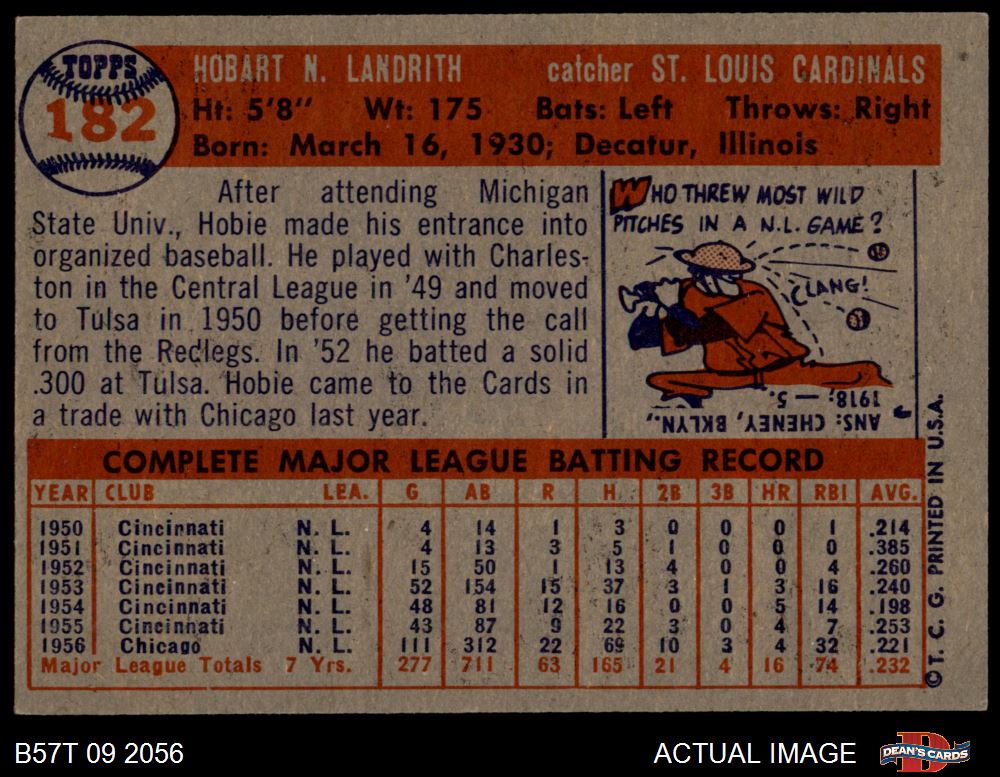 TOPPS
182
HOBART N. LANDRITH catcher ST. LOUIS CARDINALS
Ht: 5'8" Wt: 175 Bats: Left Throws: Right
Born: March 16, 1930; Decatur, Illinois
After attending Michigan
State Univ., Hobie made his entrance into
organized baseball. He played with Charles-
ton in the Central League in '49 and moved
to Tulsa in 1950 before getting the call
from the Redlegs. In '52 he batted a solid
.300 at Tulsa. Hobie came to the Cards in
a trade with Chicago last year.
WHO THREW MOST WILD
PITCHES IN A N.L. GAME?
CLANG!
ANS: CHENEY, BKLYN.,
1918; — 5.
COMPLETE MAJOR LEAGUE BATTING RECORD
YEAR CLUB LEA. G AB R H 2B 3B HR RBI AVG.
1950 Cincinnati N. L. 4 14 1 3 0 0 0 1 .214
1951 Cincinnati N. L. 4 13 3 5 1 0 0 0 .385
1952 Cincinnati N. L. 15 50 1 13 4 0 0 4 .260
1953 Cincinnati N. L. 52 154 15 37 3 1 3 16 .240
1954 Cincinnati N. L. 48 81 12 16 0 0 5 14 .198
1955 Cincinnati N. L. 43 87 9 22 3 0 4 7 .253
1956 Chicago N. L. 111 312 22 69 10 3 4 32 .221
Major League Totals 7 Yrs. 277 711 63 165 21 4 16 74 .232
©T. C. G. PRINTED IN U.S.A.
B57T 09 2056
ACTUAL IMAGE
DEAN'S CARDS